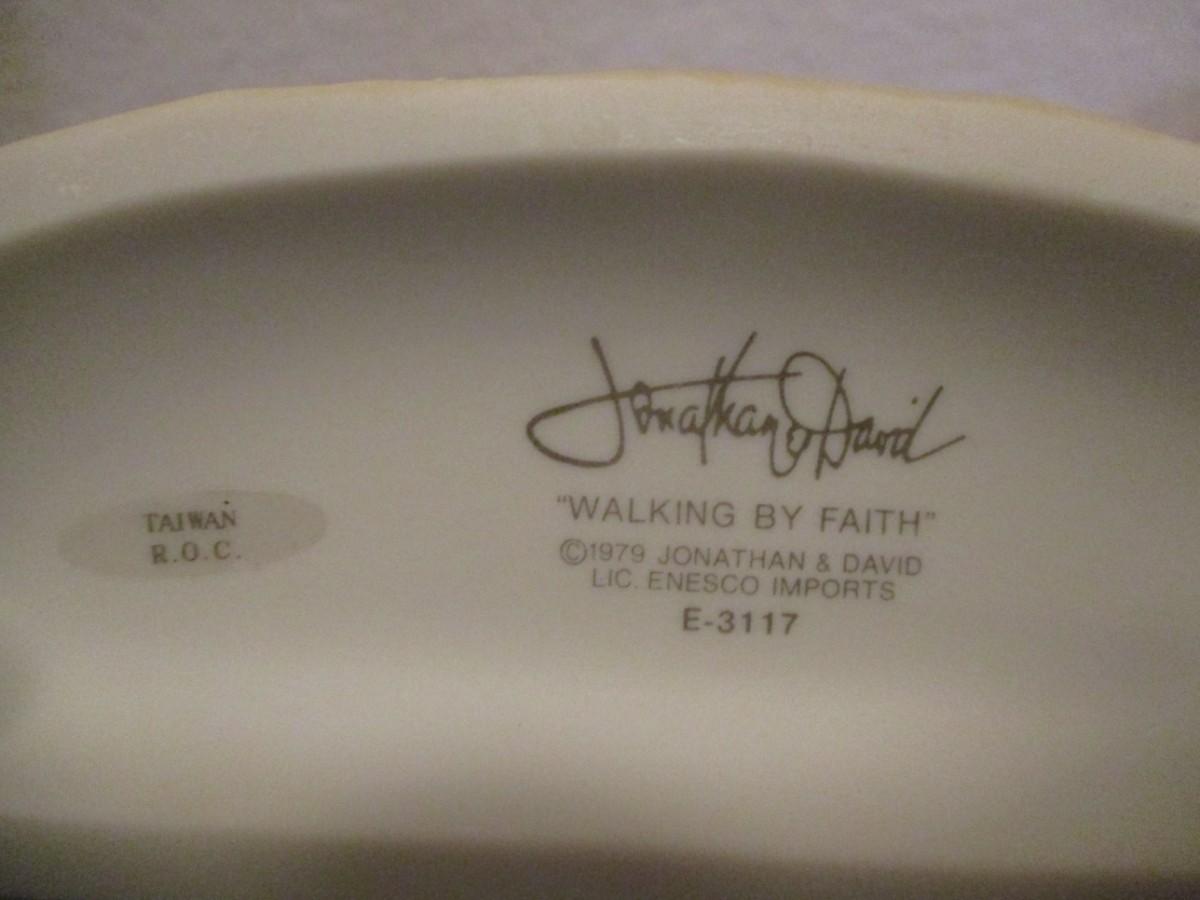 Jonathan & David
"WALKING BY FAITH"
©1979 JONATHAN & DAVID
LIC. ENESCO IMPORTS
E-3117
TAIWAN
R.O.C.